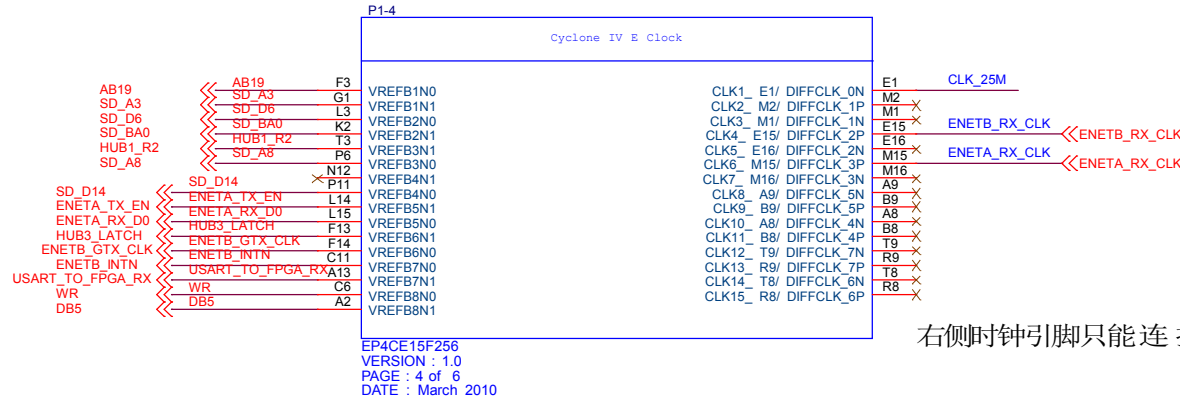 P1-4
Cyclone IV E Clock
AB19 AB19 F3 VREFB1N0
SD_A3 SD_A3 G1 VREFB1N1
SD_D6 SD_D6 L3 VREFB2N0
SD_BA0 SD_BA0 K2 VREFB2N1
HUB1_R2 HUB1_R2 T3 VREFB3N1
SD_A8 SD_A8 P6 VREFB3N0
N12 VREFB4N1
SD_D14 SD_D14 P11 VREFB4N0
ENETA_TX_EN ENETA_TX_EN L14 VREFB5N1
ENETA_RX_D0 ENETA_RX_D0 L15 VREFB5N0
HUB3_LATCH HUB3_LATCH F13 VREFB6N1
ENETB_GTX_CLK ENETB_GTX_CLK F14 VREFB6N0
ENETB_INTN ENETB_INTN C11 VREFB7N0
USART_TO_FPGA_RX USART_TO_FPGA_RX A13 VREFB7N1
WR WR C6 VREFB8N0
DB5 DB5 A2 VREFB8N1
CLK1_ E1/ DIFFCLK_0N E1 CLK_25M
CLK2_ M2/ DIFFCLK_1P M2
CLK3_ M1/ DIFFCLK_1N M1
CLK4_ E15/ DIFFCLK_2P E15 ENETB_RX_CLK ENETB_RX_CLK
CLK5_ E16/ DIFFCLK_2N E16
CLK6_ M15/ DIFFCLK_3P M15 ENETA_RX_CLK ENETA_RX_CLK
CLK7_ M16/ DIFFCLK_3N M16
CLK8_ A9/ DIFFCLK_5N A9
CLK9_ B9/ DIFFCLK_5P B9
CLK10_ A8/ DIFFCLK_4N A8
CLK11_ B8/ DIFFCLK_4P B8
CLK12_ T9/ DIFFCLK_7N T9
CLK13_ R9/ DIFFCLK_7P R9
CLK14_ T8/ DIFFCLK_6N T8
CLK15_ R8/ DIFFCLK_6P R8
右侧时钟引脚只能连
EP4CE15F256
VERSION : 1.0
PAGE : 4 of 6
DATE : March 2010